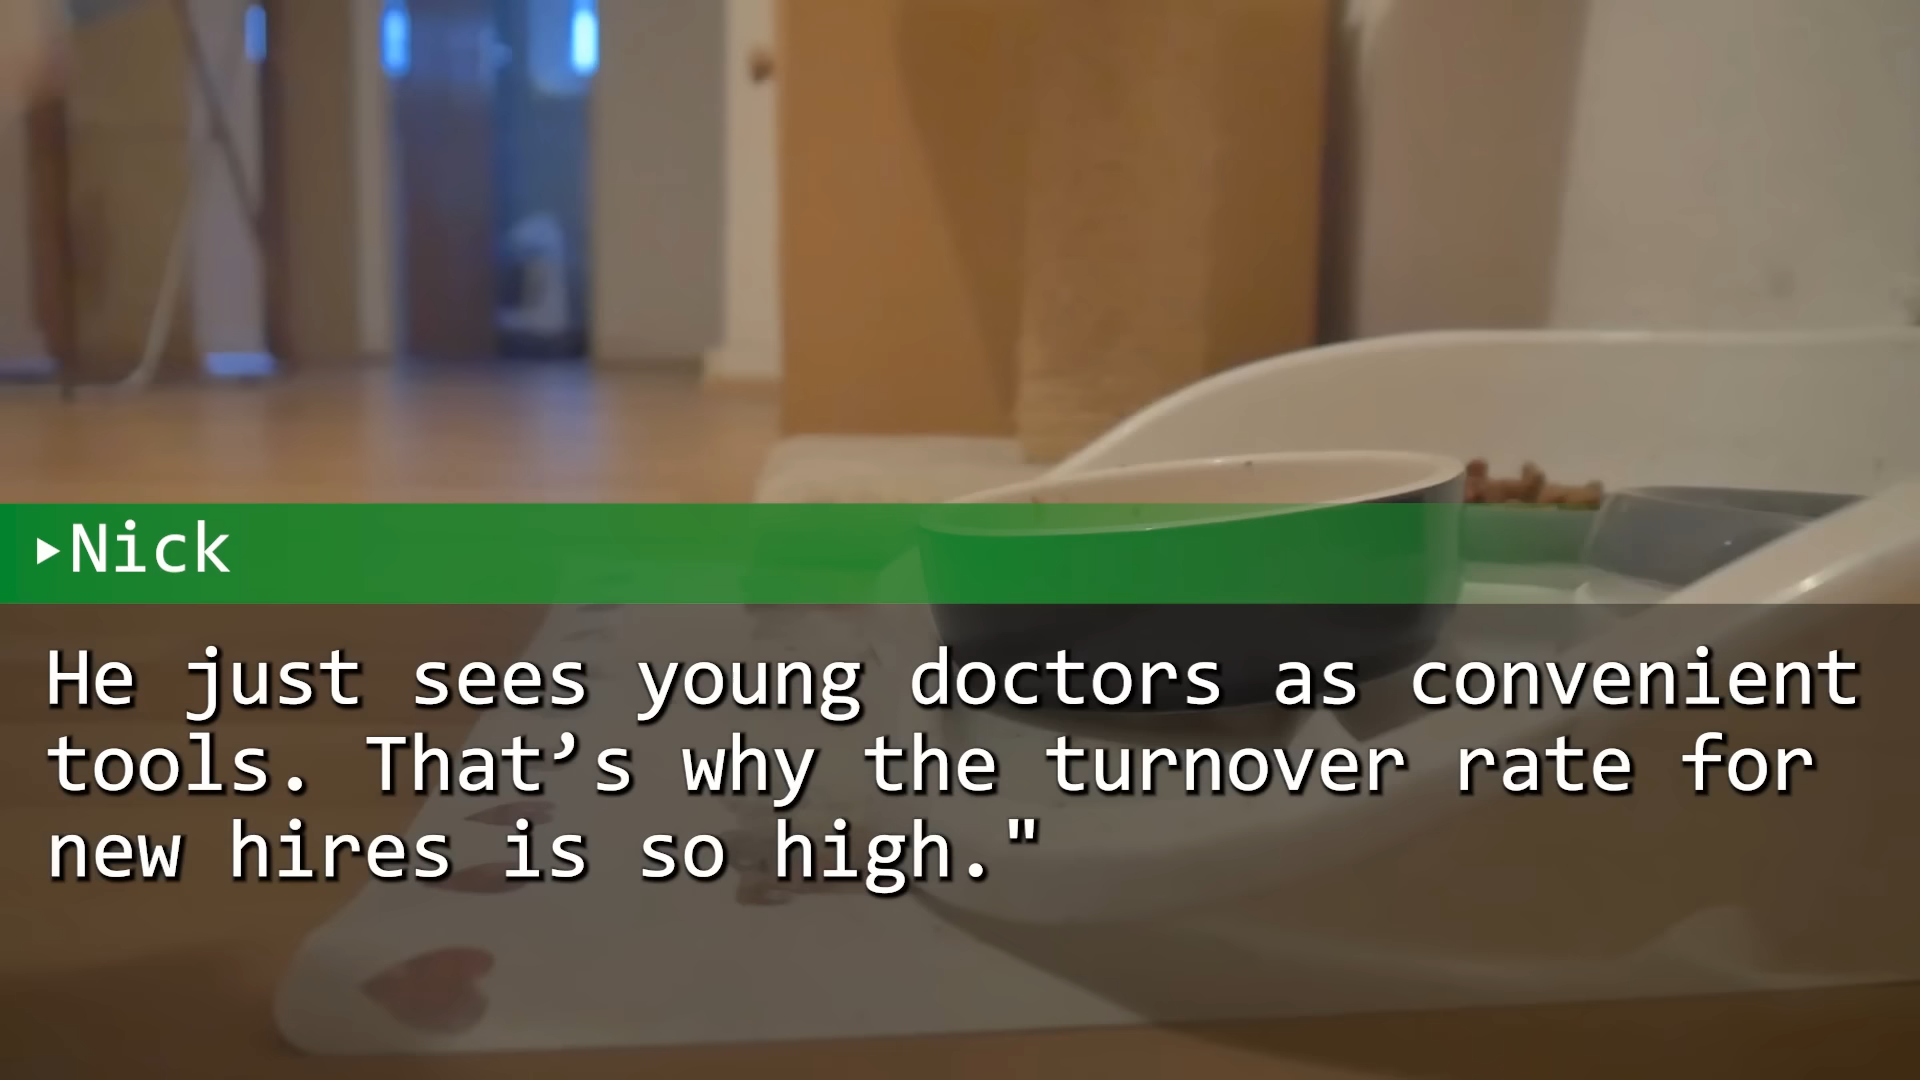 ▸Nick
He just sees young doctors as convenient
tools. That’s why the turnover rate for
new hires is so high."